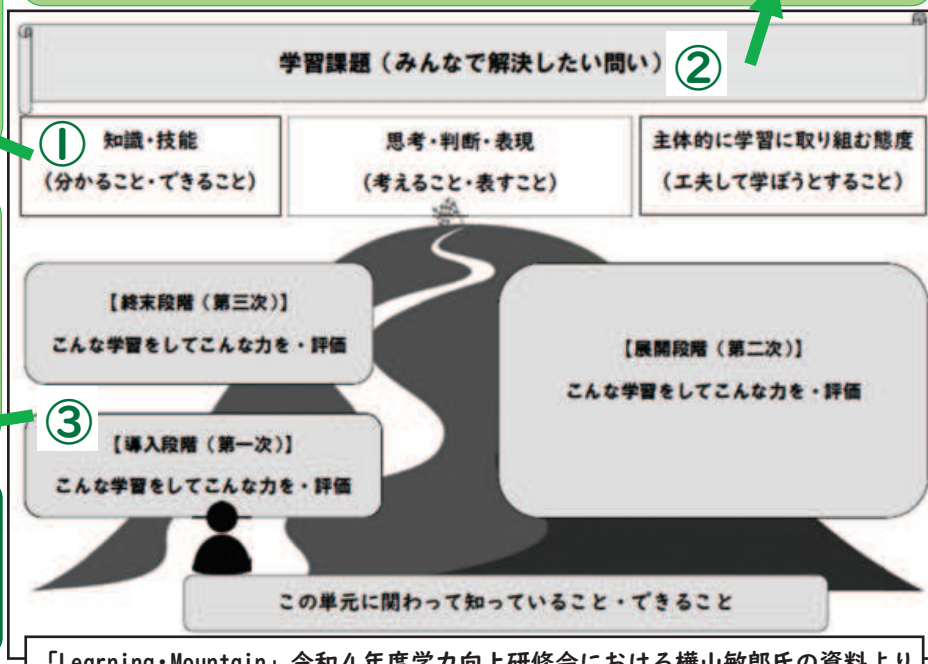 学習課題（みんなで解決したい問い）
②
①
知識・技能
（分かること・できること）
思考・判断・表現
（考えること・表すこと）
主体的に学習に取り組む態度
（工夫して学ぼうとすること）
【終末段階（第三次）】
こんな学習をしてこんな力を・評価
【展開段階（第二次）】
こんな学習をしてこんな力を・評価
③
【導入段階（第一次）】
こんな学習をしてこんな力を・評価
この単元に関わって知っていること・できること
「Learning・Mountain」令和４年度学力向上研修会における樺山敏郎氏の資料より